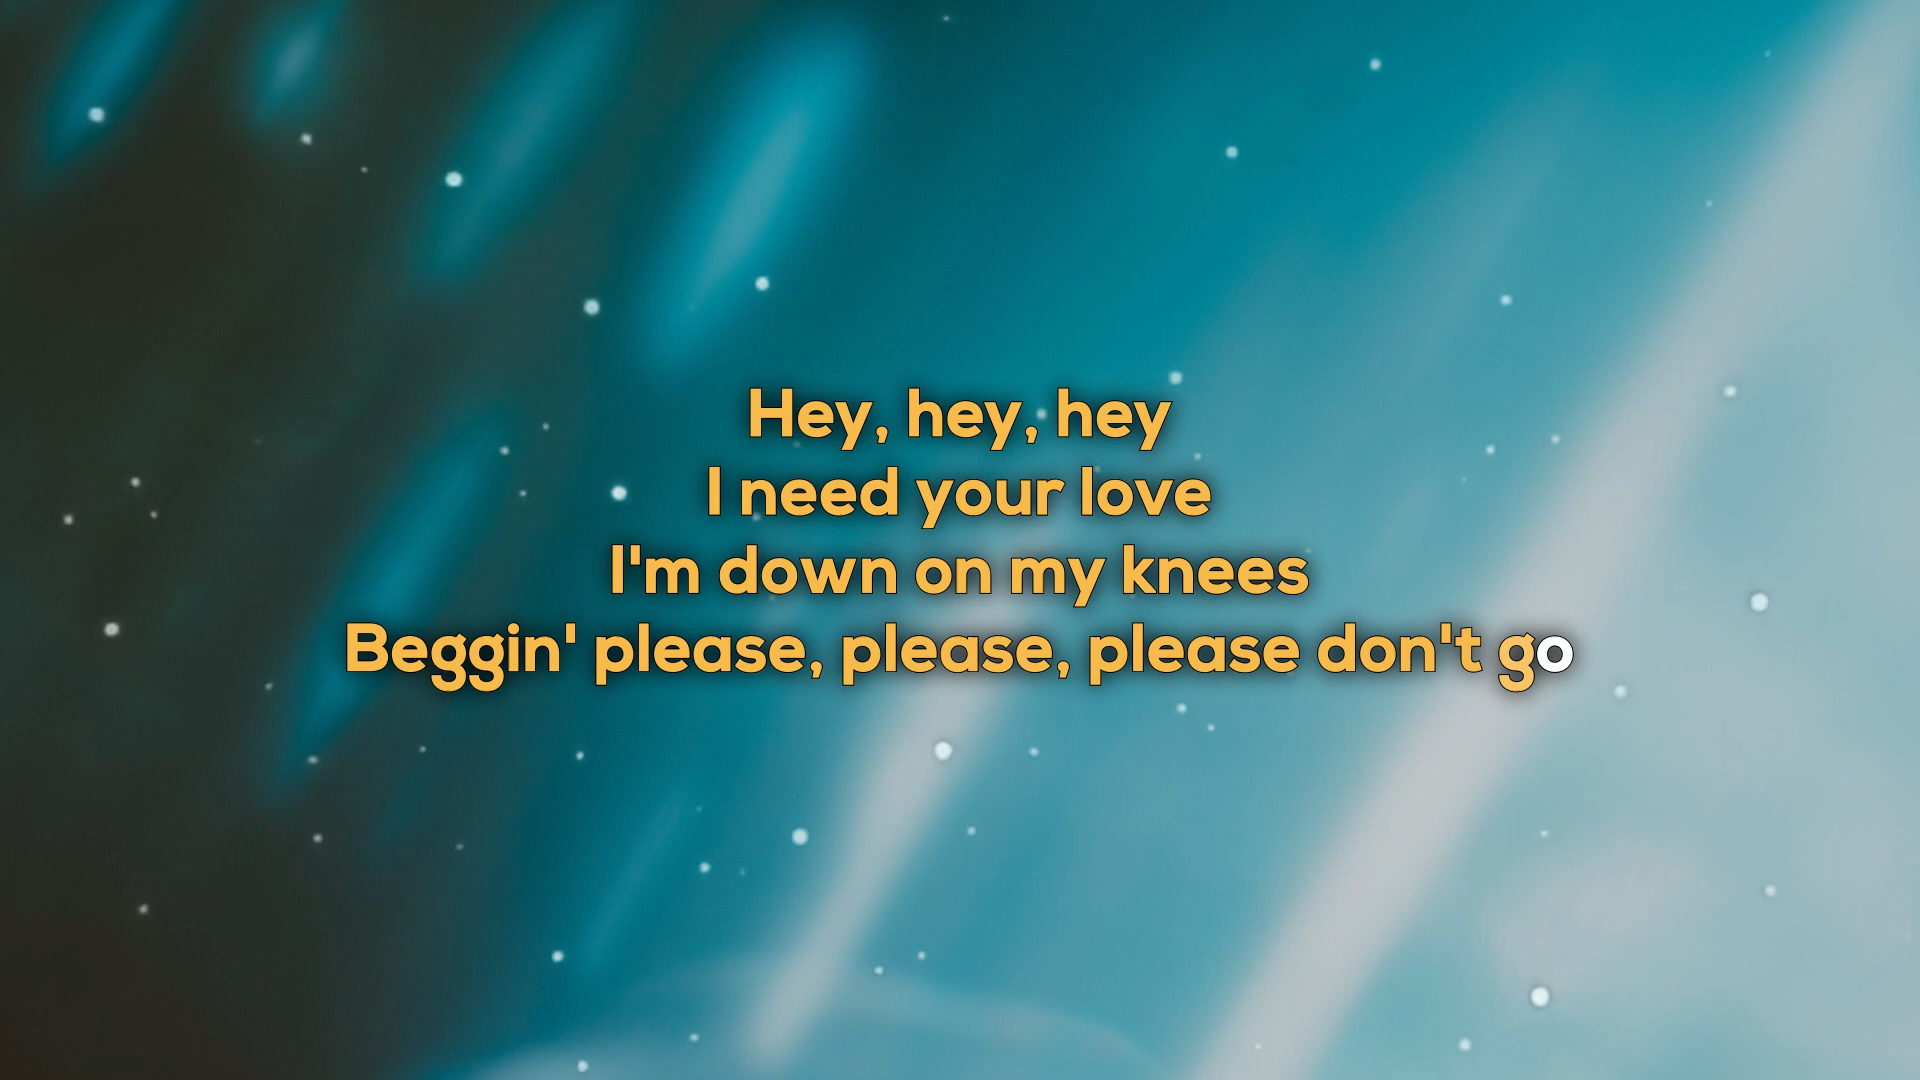 Hey, hey, hey
I need your love
I'm down on my knees
Beggin' please, please, please don't go